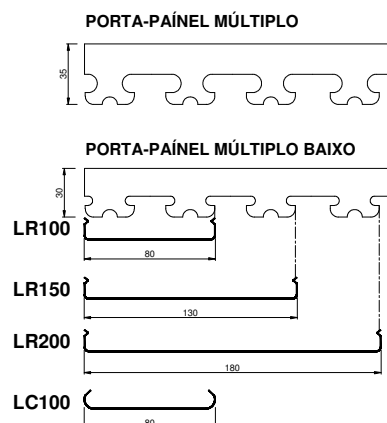 PORTA-PAÍNEL MÚLTIPLO
35
PORTA-PAÍNEL MÚLTIPLO BAIXO
30
LR100
80
LR150
130
LR200
180
LC100
80